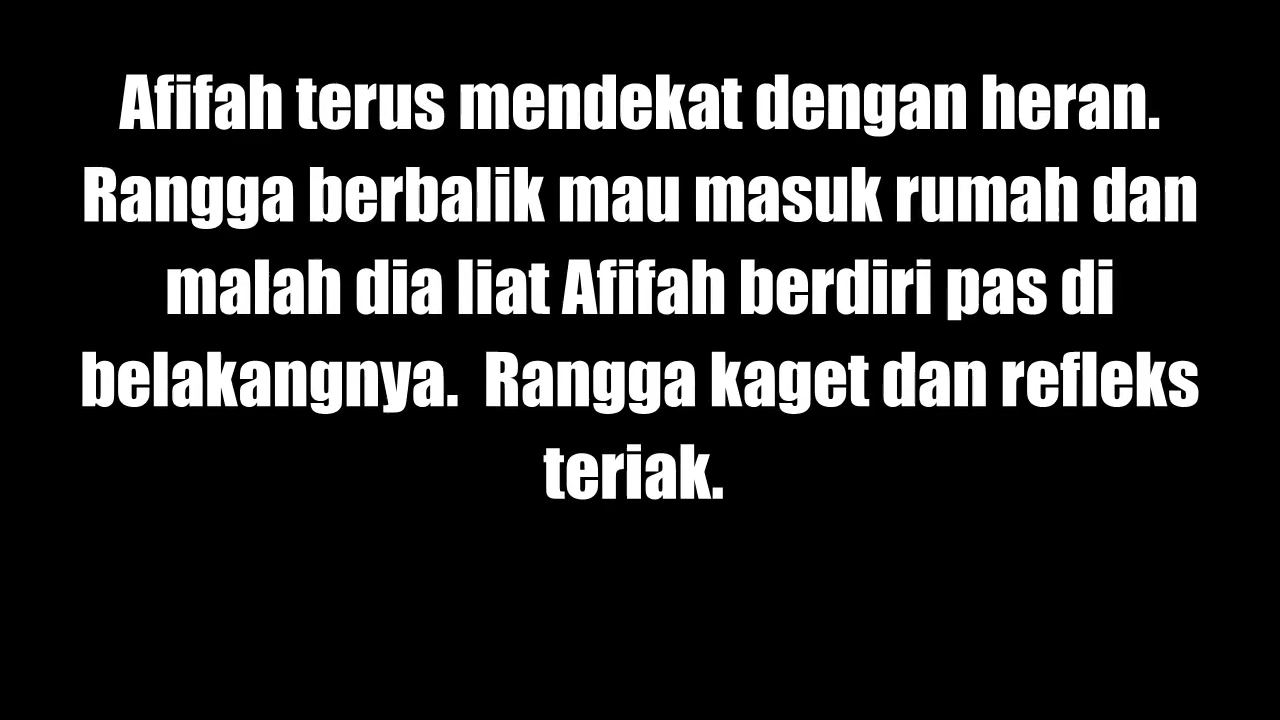 Afifah terus mendekat dengan heran.
Rangga berbalik mau masuk rumah dan
malah dia liat Afifah berdiri pas di
belakangnya.  Rangga kaget dan refleks
teriak.